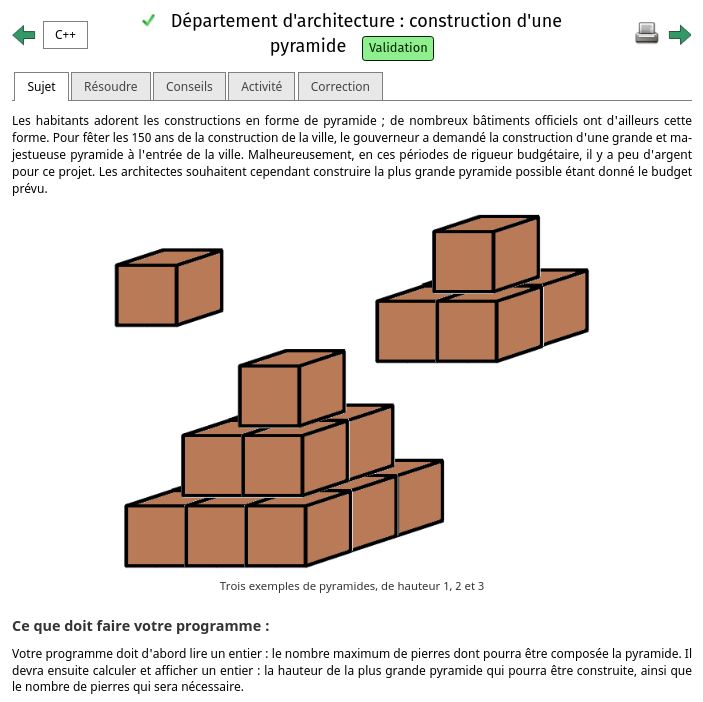 C++
Département d'architecture : construction d'une
pyramide
Validation
Sujet
Résoudre
Conseils
Activité
Correction
Les habitants adorent les constructions en forme de pyramide ; de nombreux bâtiments officiels ont d'ailleurs cette
forme. Pour fêter les 150 ans de la construction de la ville, le gouverneur a demandé la construction d'une grande et ma-
jestueuse pyramide à l'entrée de la ville. Malheureusement, en ces périodes de rigueur budgétaire, il y a peu d'argent
pour ce projet. Les architectes souhaitent cependant construire la plus grande pyramide possible étant donné le budget
prévu.
Trois exemples de pyramides, de hauteur 1, 2 et 3
Ce que doit faire votre programme :
Votre programme doit d'abord lire un entier : le nombre maximum de pierres dont pourra être composée la pyramide. Il
devra ensuite calculer et afficher un entier : la hauteur de la plus grande pyramide qui pourra être construite, ainsi que
le nombre de pierres qui sera nécessaire.